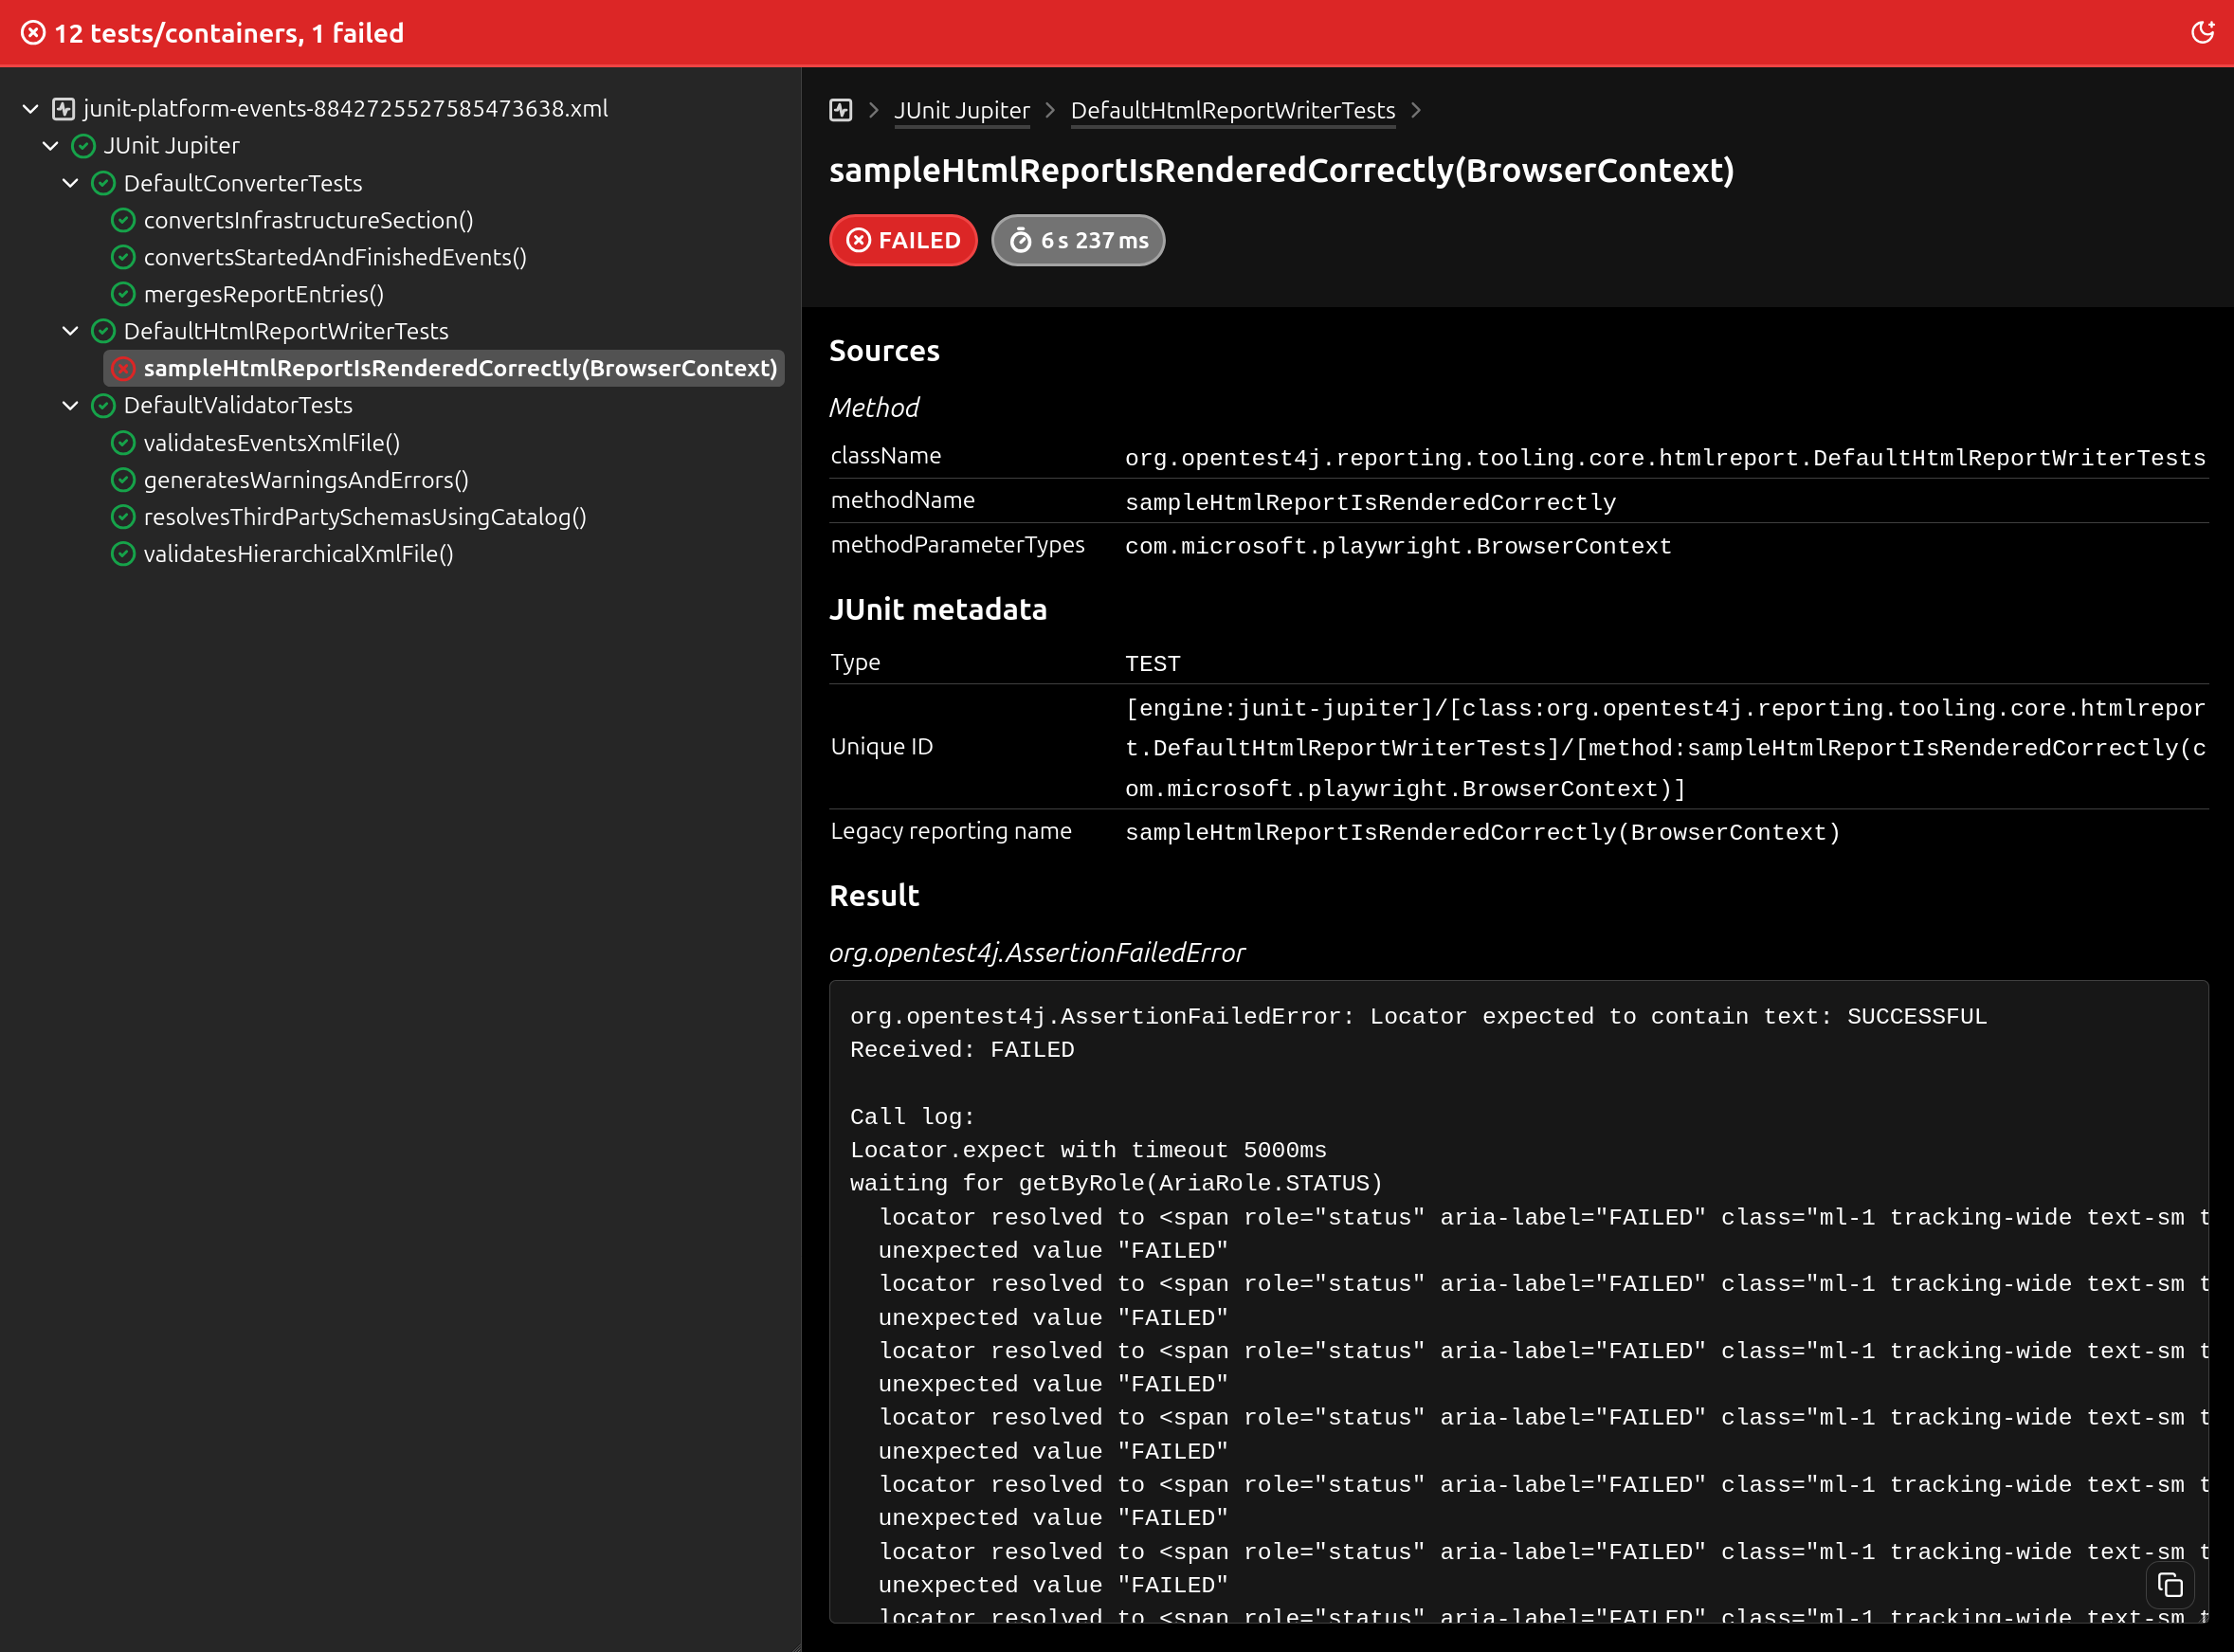 12 tests/containers, 1 failed
junit-platform-events-8842725527585473638.xml
JUnit Jupiter
DefaultConverterTests
convertsInfrastructureSection()
convertsStartedAndFinishedEvents()
mergesReportEntries()
DefaultHtmlReportWriterTests
sampleHtmlReportIsRenderedCorrectly(BrowserContext)
DefaultValidatorTests
validatesEventsXmlFile()
generatesWarningsAndErrors()
resolvesThirdPartySchemasUsingCatalog()
validatesHierarchicalXmlFile()
JUnit Jupiter DefaultHtmlReportWriterTests
sampleHtmlReportIsRenderedCorrectly(BrowserContext)
FAILED 6 s 237 ms
Sources
Method
className org.opentest4j.reporting.tooling.core.htmlreport.DefaultHtmlReportWriterTests
methodName sampleHtmlReportIsRenderedCorrectly
methodParameterTypes com.microsoft.playwright.BrowserContext
JUnit metadata
Type TEST
[engine:junit-jupiter]/[class:org.opentest4j.reporting.tooling.core.htmlrepor
Unique ID t.DefaultHtmlReportWriterTests]/[method:sampleHtmlReportIsRenderedCorrectly(c
om.microsoft.playwright.BrowserContext)]
Legacy reporting name sampleHtmlReportIsRenderedCorrectly(BrowserContext)
Result
org.opentest4j.AssertionFailedError
org.opentest4j.AssertionFailedError: Locator expected to contain text: SUCCESSFUL
Received: FAILED
Call log:
Locator.expect with timeout 5000ms
waiting for getByRole(AriaRole.STATUS)
locator resolved to <span role="status" aria-label="FAILED" class="ml-1 tracking-wide text-sm t
unexpected value "FAILED"
locator resolved to <span role="status" aria-label="FAILED" class="ml-1 tracking-wide text-sm t
unexpected value "FAILED"
locator resolved to <span role="status" aria-label="FAILED" class="ml-1 tracking-wide text-sm t
unexpected value "FAILED"
locator resolved to <span role="status" aria-label="FAILED" class="ml-1 tracking-wide text-sm t
unexpected value "FAILED"
locator resolved to <span role="status" aria-label="FAILED" class="ml-1 tracking-wide text-sm t
unexpected value "FAILED"
locator resolved to <span role="status" aria-label="FAILED" class="ml-1 tracking-wide text-sm t
unexpected value "FAILED"
locator resolved to <span role="status" aria-label="FAILED" class="ml-1 tracking-wide text-sm t